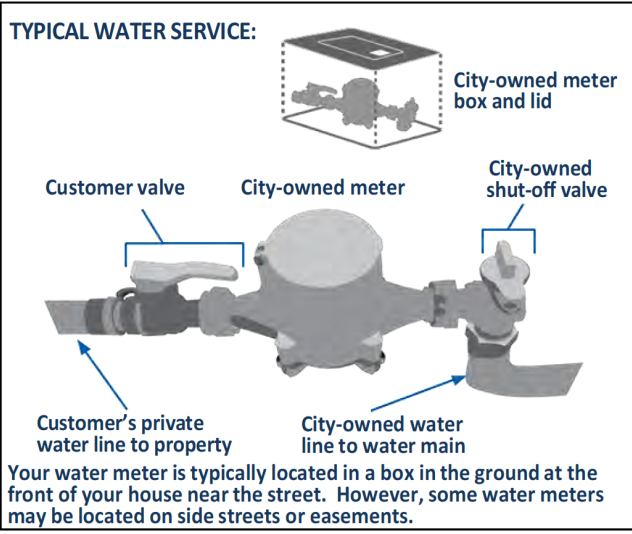 TYPICAL WATER SERVICE:
City-owned meter
box and lid
City-owned
shut-off valve
Customer valve
City-owned meter
Customer’s private
water line to property
City-owned water
line to water main
Your water meter is typically located in a box in the ground at the
front of your house near the street.  However, some water meters
may be located on side streets or easements.